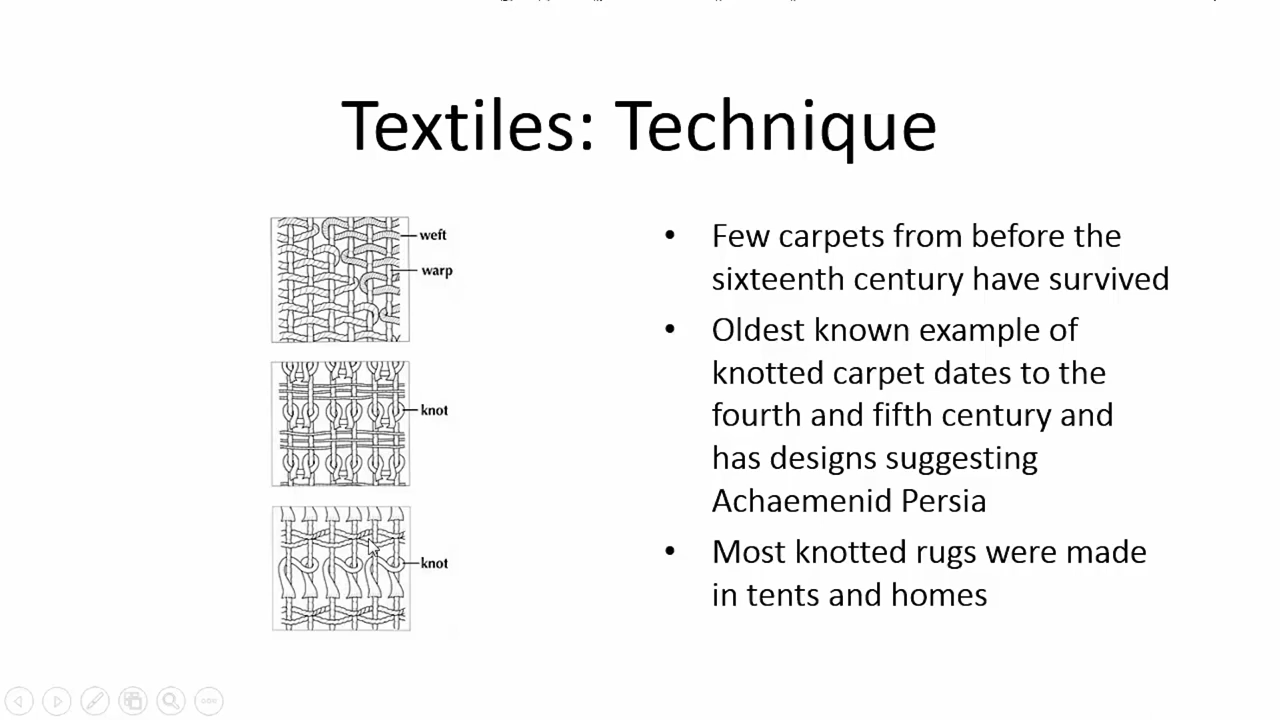 Textiles: Technique
weft
warp
knot
knot
• Few carpets from before the
sixteenth century have survived
• Oldest known example of
knotted carpet dates to the
fourth and fifth century and
has designs suggesting
Achaemenid Persia
• Most knotted rugs were made
in tents and homes